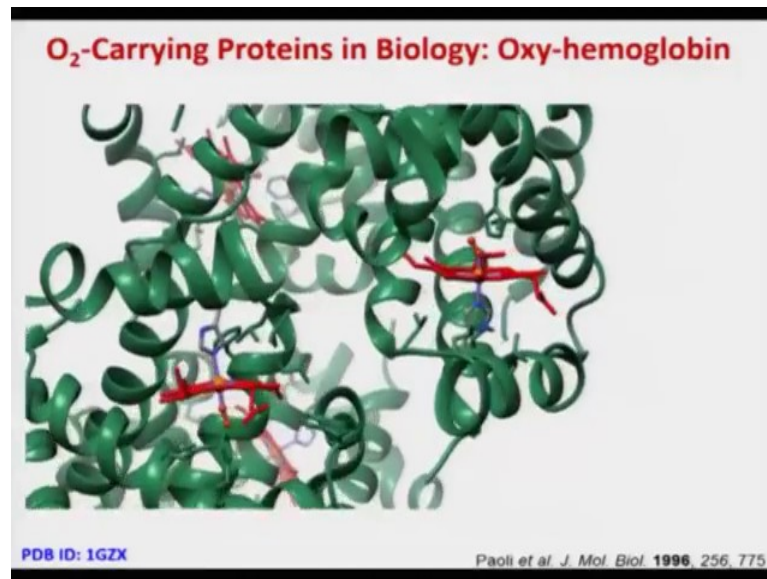 O₂-Carrying Proteins in Biology: Oxy-hemoglobin
PDB ID: 1GZX
Paoli et al. J. Mol. Biol. 1996, 256, 775